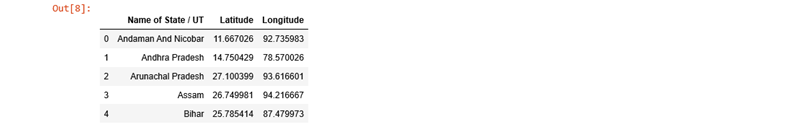 Out[8]:
Name of State / UT Latitude Longitude
0 Andaman And Nicobar 11.667026 92.735983
1 Andhra Pradesh 14.750429 78.570026
2 Arunachal Pradesh 27.100399 93.616601
3 Assam 26.749981 94.216667
4 Bihar 25.785414 87.479973